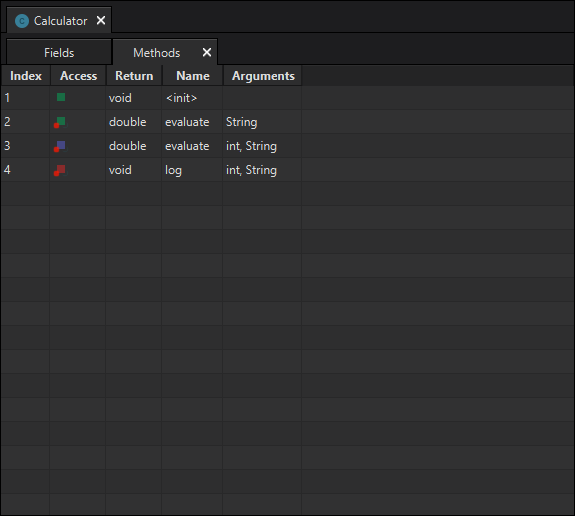 C Calculator
Fields Methods
Index Access Return Name Arguments
1 void <init>
2 double evaluate String
3 double evaluate int, String
4 void log int, String